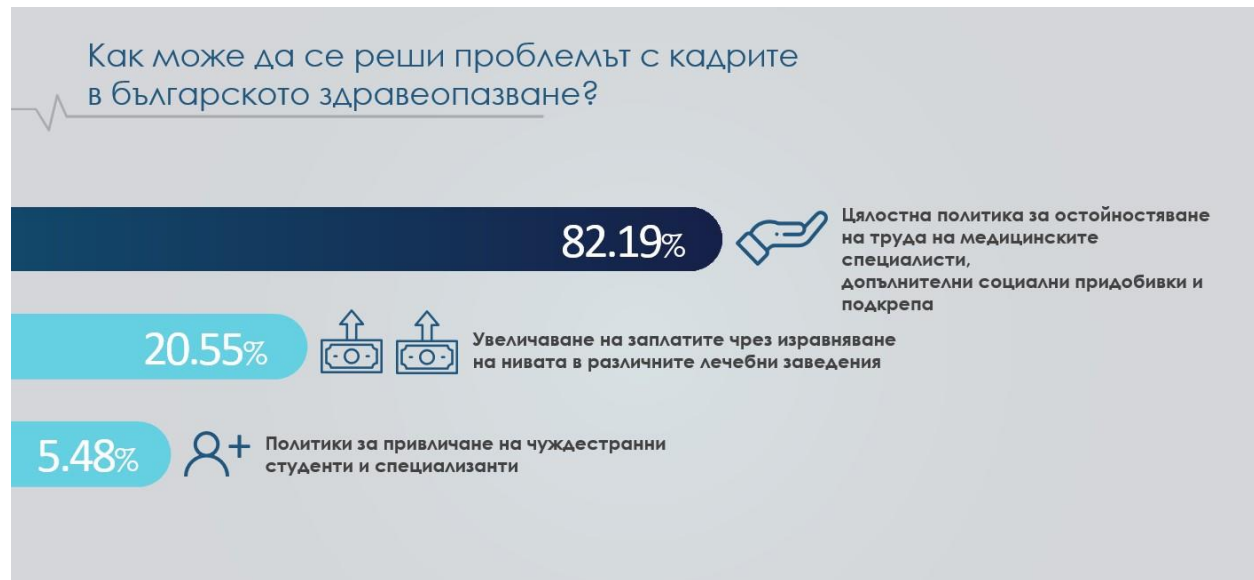 Как може да се реши проблемът с кадрите
в българското здравеопазване?
82.19%
Цялостна политика за остойностяване
на труда на медицинските
специалисти,
допълнителни социални придобивки и
подкрепа
20.55%
Увеличаване на заплатите чрез изравняване
на нивата в различните лечебни заведения
5.48%
Политики за привличане на чуждестранни
студенти и специализанти